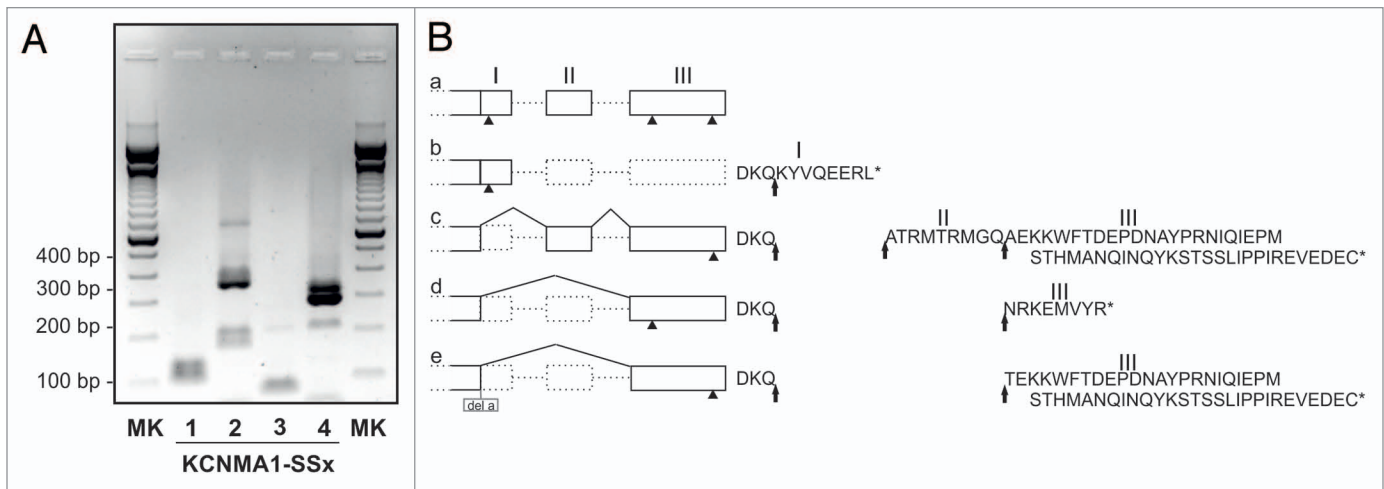 A
400 bp -
300 bp -
200 bp -
100 bp -
MK 1 2 3 4 MK
KCNMA1-SSx
B
I II III
a
b
I
DKQKYVQEERL*
c
II III
DKQ ATRMTRMGQAEKKWFTDEPDNAYPRNIQIEPM
STHMANQINQYKSTSSLIPPIREVEDEC*
d
III
DKQ NRKEMVYR*
e
III
DKQ TEKKWFTDEPDNAYPRNIQIEPM
STHMANQINQYKSTSSLIPPIREVEDEC*
del a